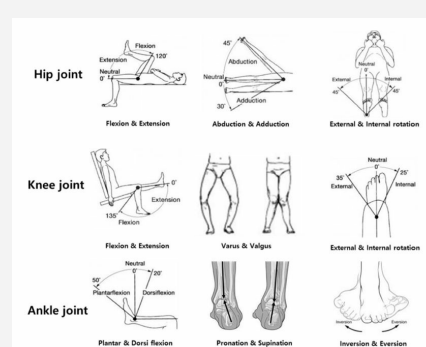 Hip joint
Flexion
Extension
120˚
Neutral
0˚
Flexion & Extension
45˚
Abduction
Neutral
0˚
Adduction
30˚
Abduction & Adduction
Neutral
0˚
External
Internal
45˚
45˚
External & Internal rotation
Knee joint
0˚
Extension
135˚
Flexion
Flexion & Extension
Varus & Valgus
Neutral
35˚
0˚
25˚
External
Internal
External & Internal rotation
Ankle joint
Neutral
50˚
0˚
20˚
Plantarflexion
Dorsiflexion
Plantar & Dorsi flexion
Pronation & Supination
Inversion
Eversion
Inversion & Eversion